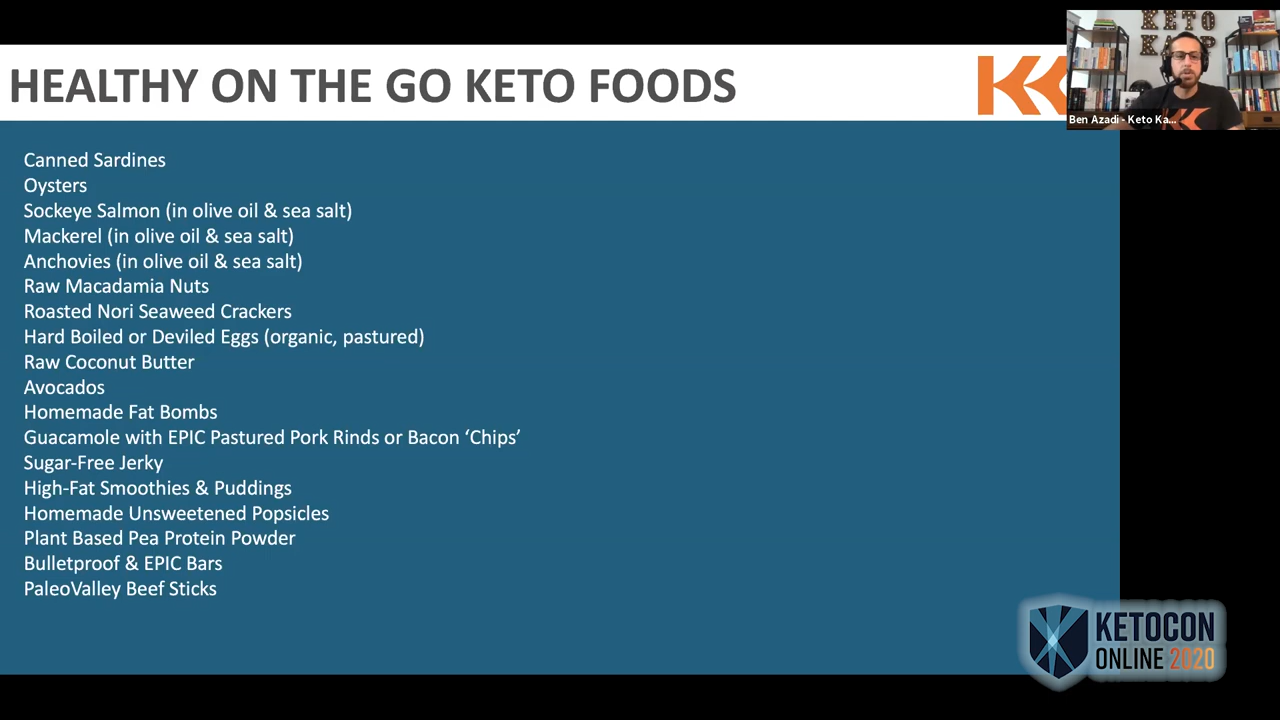 HEALTHY ON THE GO KETO FOODS
KETO
Ben Azadi - Keto Ka...
Canned Sardines
Oysters
Sockeye Salmon (in olive oil & sea salt)
Mackerel (in olive oil & sea salt)
Anchovies (in olive oil & sea salt)
Raw Macadamia Nuts
Roasted Nori Seaweed Crackers
Hard Boiled or Deviled Eggs (organic, pastured)
Raw Coconut Butter
Avocados
Homemade Fat Bombs
Guacamole with EPIC Pastured Pork Rinds or Bacon ‘Chips’
Sugar-Free Jerky
High-Fat Smoothies & Puddings
Homemade Unsweetened Popsicles
Plant Based Pea Protein Powder
Bulletproof & EPIC Bars
PaleoValley Beef Sticks
KETOCON
ONLINE 2020